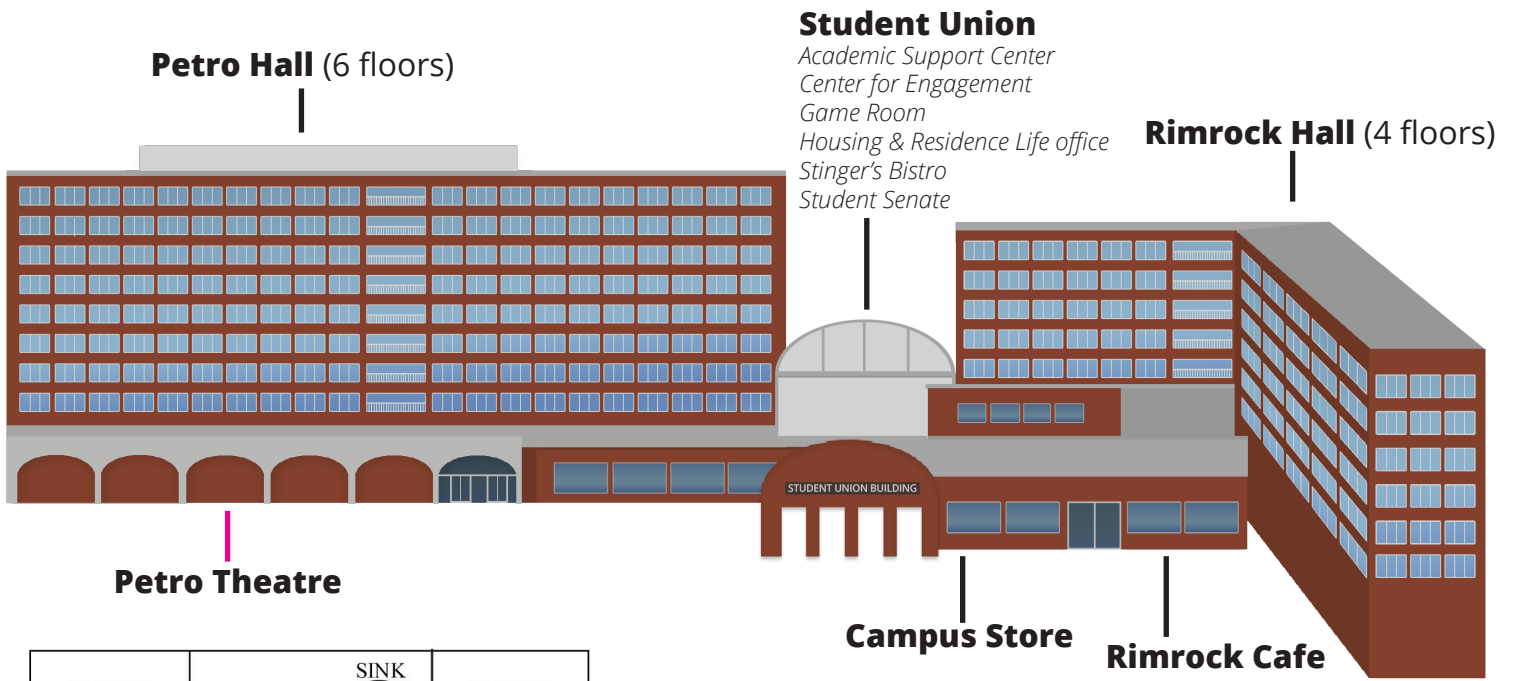 Student Union
Academic Support Center
Center for Engagement
Game Room
Housing & Residence Life office
Stinger's Bistro
Student Senate
Petro Hall (6 floors)
Rimrock Hall (4 floors)
STUDENT UNION BUILDING
Petro Theatre
Campus Store
Rimrock Cafe
SINK